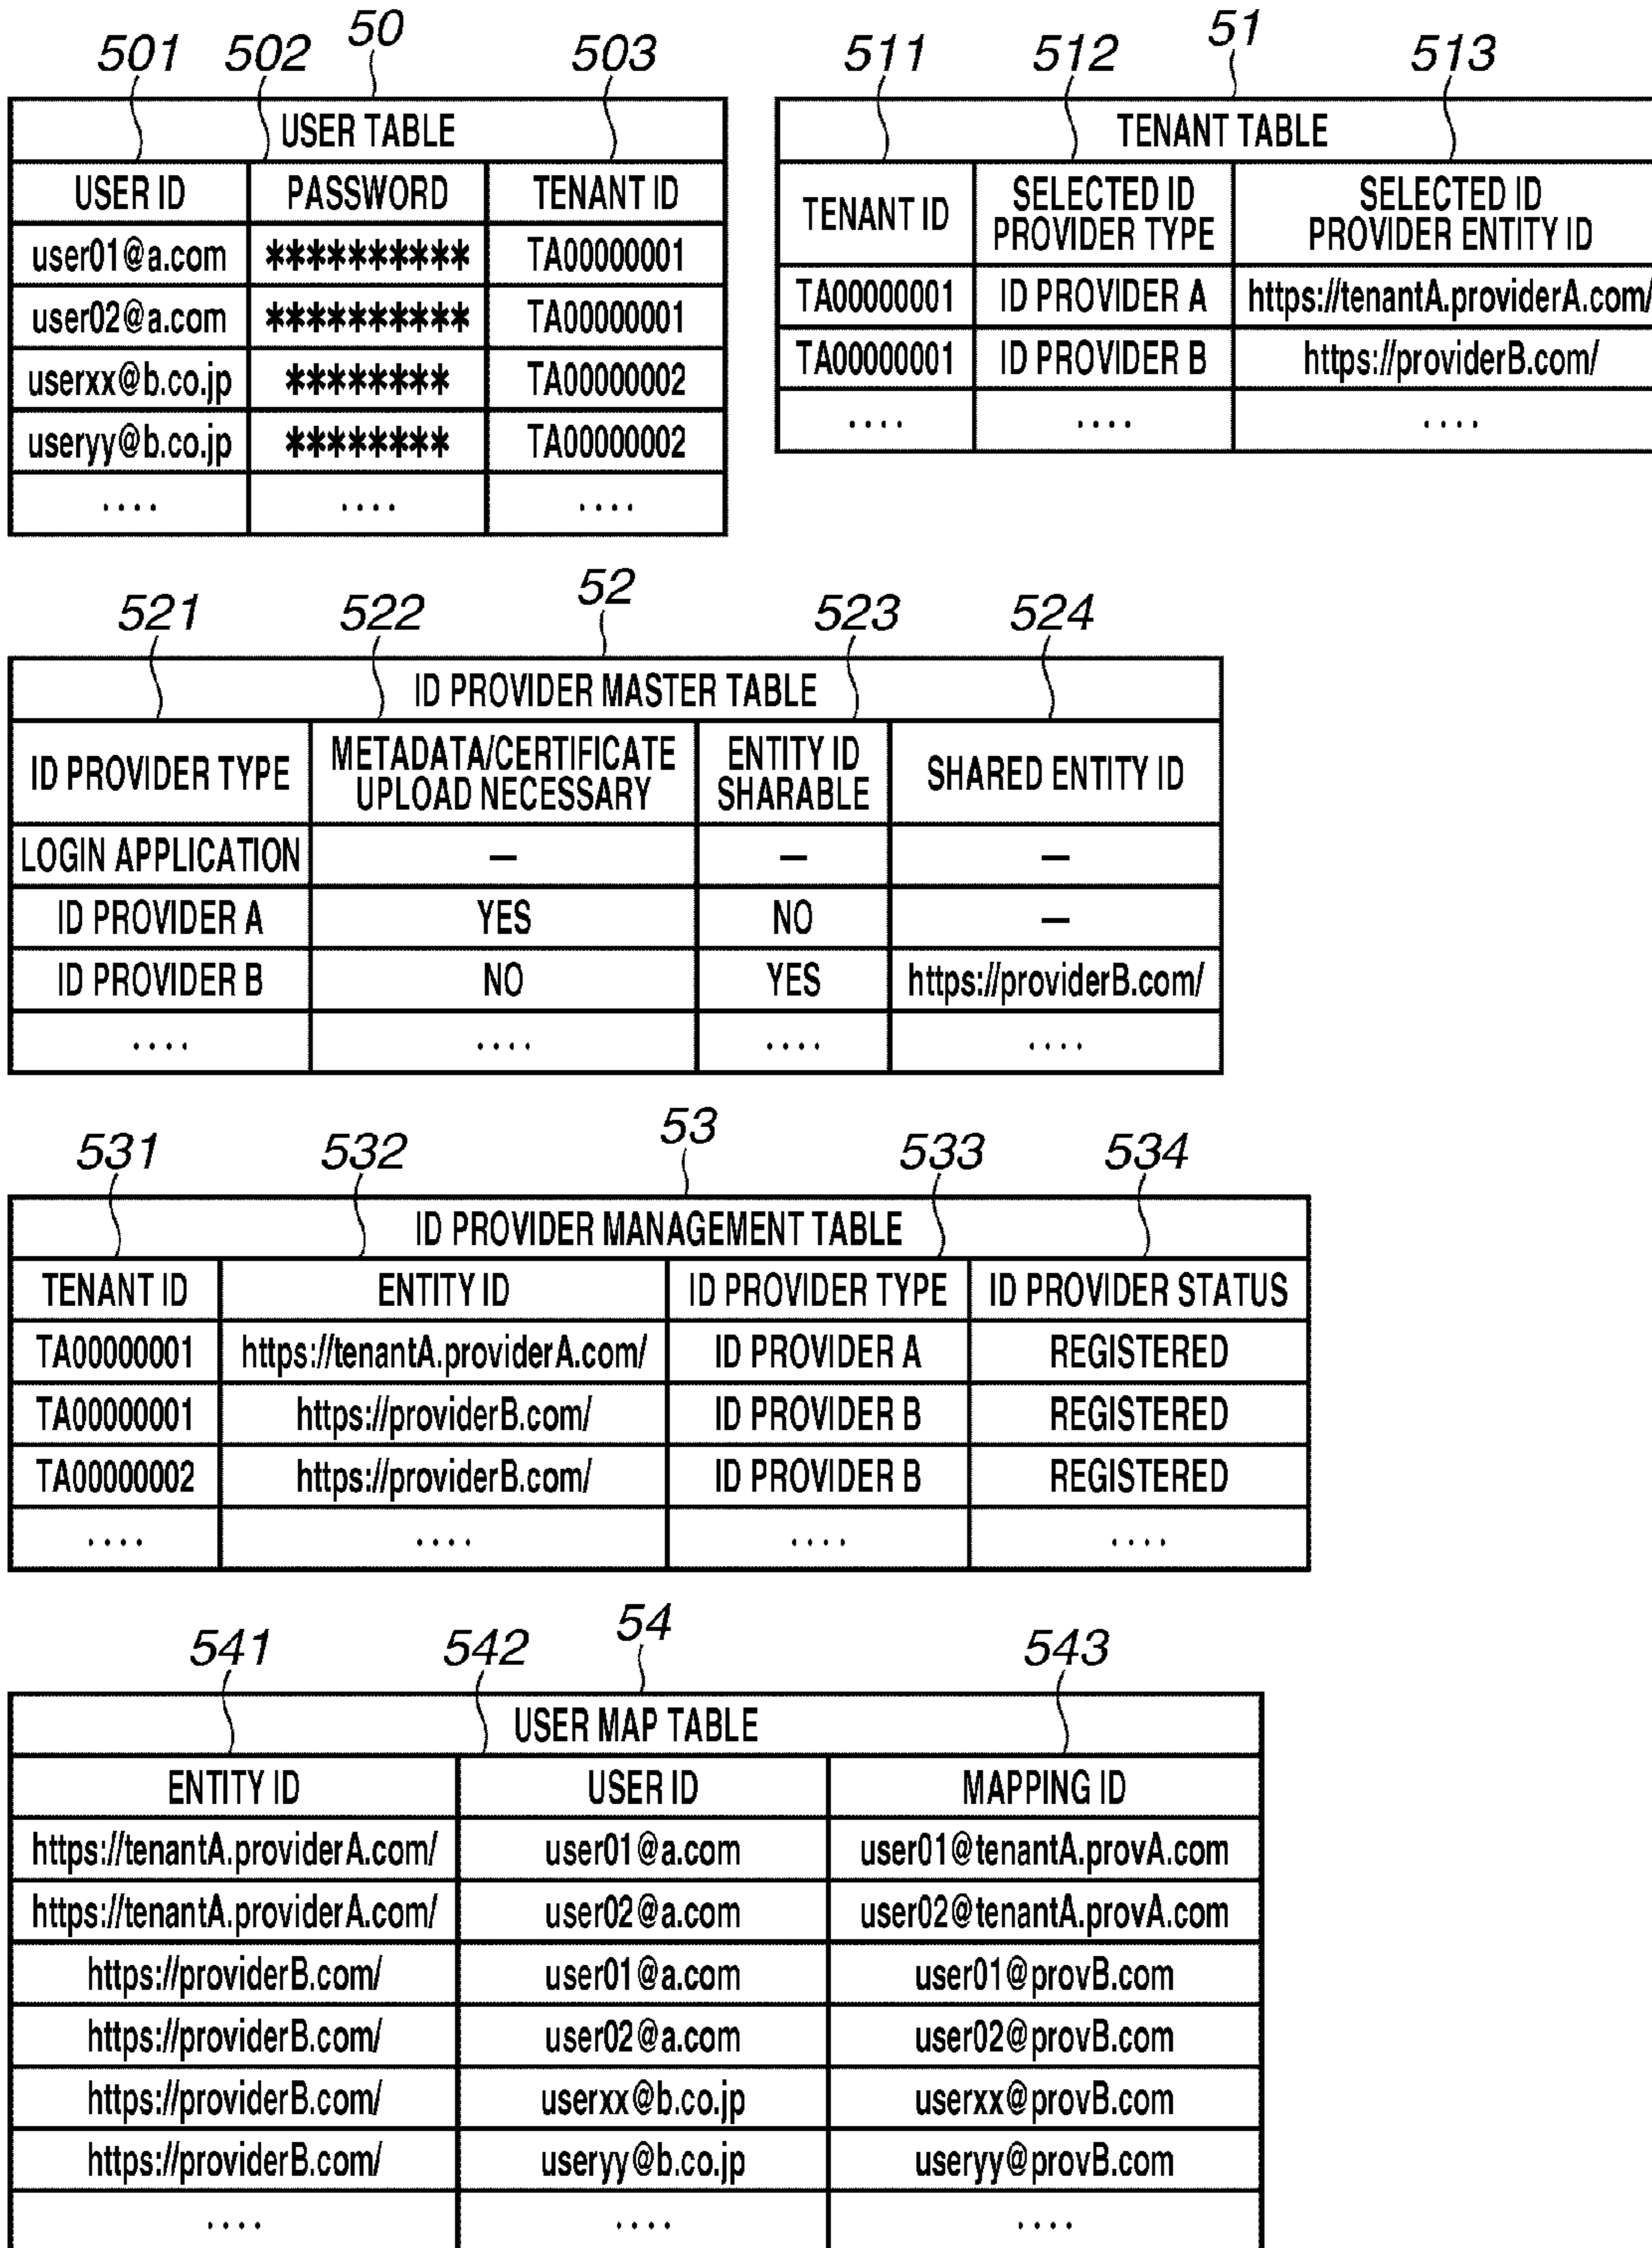 50
501 502 503
USER TABLE
USER ID PASSWORD TENANT ID
user01@a.com ********** TA00000001
user02@a.com ********** TA00000001
userxx@b.co.jp ******** TA00000002
useryy@b.co.jp ******** TA00000002
.... .... ....
51
511 512 513
TENANT TABLE
TENANT ID SELECTED ID PROVIDER TYPE SELECTED ID PROVIDER ENTITY ID
TA00000001 ID PROVIDER A https://tenantA.providerA.com/
TA00000001 ID PROVIDER B https://providerB.com/
.... .... ....
52
521 522 523 524
ID PROVIDER MASTER TABLE
ID PROVIDER TYPE METADATA/CERTIFICATE UPLOAD NECESSARY ENTITY ID SHARABLE SHARED ENTITY ID
LOGIN APPLICATION — — —
ID PROVIDER A YES NO —
ID PROVIDER B NO YES https://providerB.com/
.... .... .... ....
53
531 532 533 534
ID PROVIDER MANAGEMENT TABLE
TENANT ID ENTITY ID ID PROVIDER TYPE ID PROVIDER STATUS
TA00000001 https://tenantA.providerA.com/ ID PROVIDER A REGISTERED
TA00000001 https://providerB.com/ ID PROVIDER B REGISTERED
TA00000002 https://providerB.com/ ID PROVIDER B REGISTERED
.... .... .... ....
54
541 542 543
USER MAP TABLE
ENTITY ID USER ID MAPPING ID
https://tenantA.providerA.com/ user01@a.com user01@tenantA.provA.com
https://tenantA.providerA.com/ user02@a.com user02@tenantA.provA.com
https://providerB.com/ user01@a.com user01@provB.com
https://providerB.com/ user02@a.com user02@provB.com
https://providerB.com/ userxx@b.co.jp userxx@provB.com
https://providerB.com/ useryy@b.co.jp useryy@provB.com
.... .... ....